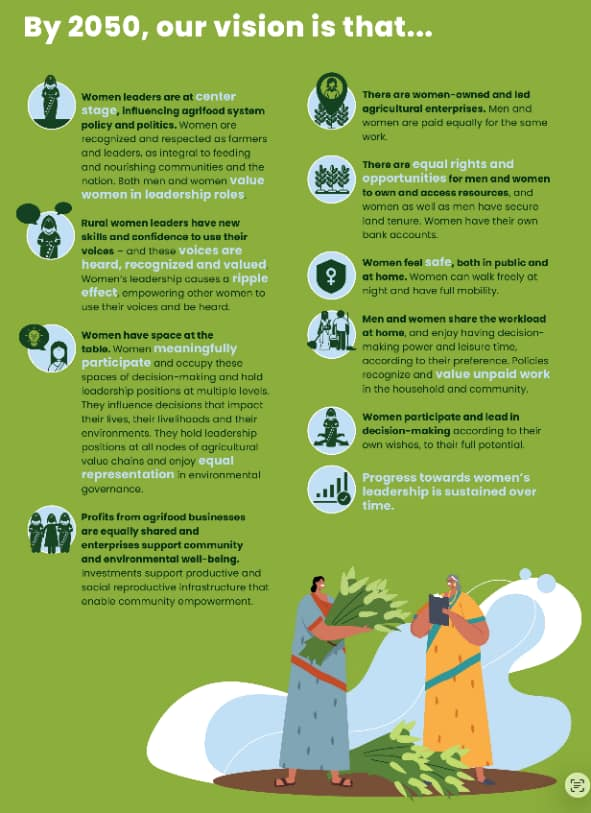 By 2050, our vision is that...
Women leaders are at center
stage, influencing agrifood system
policy and politics. Women are
recognized and respected as farmers
and leaders, as integral to feeding
and nourishing communities and the
nation. Both men and women value
women in leadership roles.
Rural women leaders have new
skills and confidence to use their
voices – and these voices are
heard, recognized and valued.
Women's leadership causes a ripple
effect, empowering other women to
use their voices and be heard.
Women have space at the
table. Women meaningfully
participate and occupy these
spaces of decision-making and hold
leadership positions at multiple levels.
They influence decisions that impact
their lives, their livelihoods and their
environments. They hold leadership
positions at all nodes of agricultural
value chains and enjoy equal
representation in environmental
governance.
Profits from agrifood businesses
are equally shared and
enterprises support community
and environmental well-being.
Investments support productive and
social reproductive infrastructure that
enable community empowerment.
There are women-owned and led
agricultural enterprises. Men and
women are paid equally for the same
work.
There are equal rights and
opportunities for men and women
to own and access resources, and
women as well as men have secure
land tenure. Women have their own
bank accounts.
Women feel safe, both in public and
at home. Women can walk freely at
night and have full mobility.
Men and women share the workload
at home, and enjoy having decision-
making power and leisure time,
according to their preference. Policies
recognize and value unpaid work
in the household and community.
Women participate and lead in
decision-making according to their
own wishes, to their full potential.
Progress towards women's
leadership is sustained over
time.